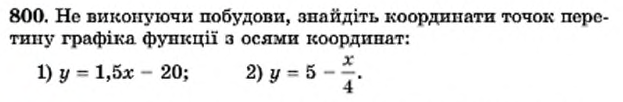 800. Не виконуючи побудови, знайдіть координати точок пере-
тину графіка функції з осями координат:
1) y = 1,5x − 20; 2) y = 5 − x/4.